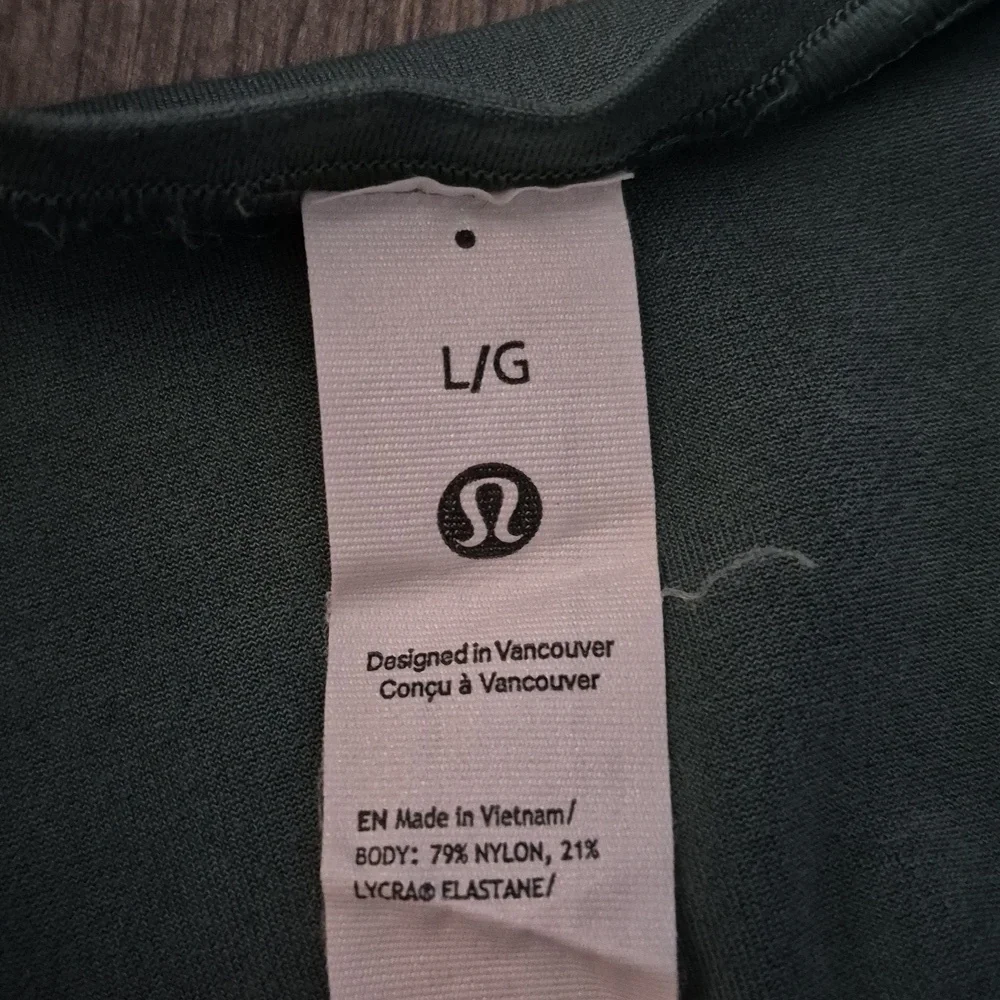 L/G
Designed in Vancouver
Conçu à Vancouver
EN Made in Vietnam/
BODY: 79% NYLON, 21%
LYCRA® ELASTANE/